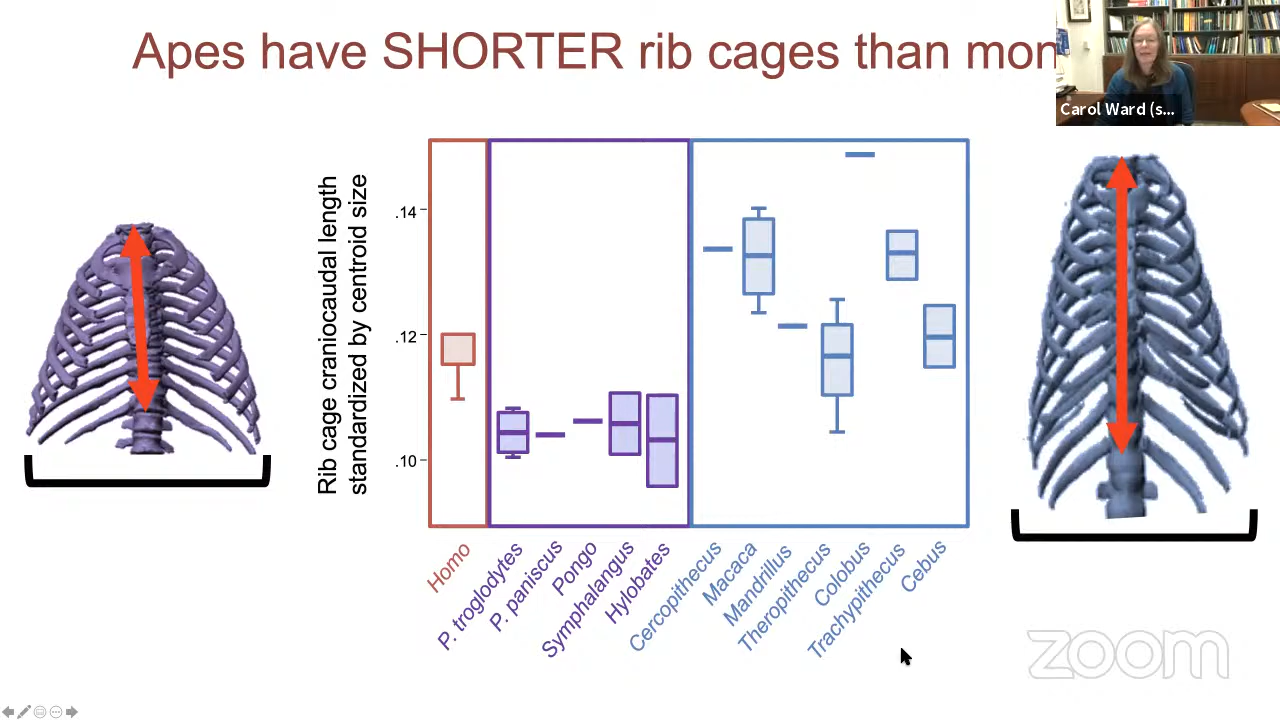 Apes have SHORTER rib cages than mon
Carol Ward (s...
Rib cage craniocaudal length
standardized by centroid size
.14
.12
.10
Homo
P. troglodytes
P. paniscus
Pongo
Symphalangus
Hylobates
Cercopithecus
Macaca
Mandrillus
Theropithecus
Colobus
Trachypithecus
Cebus
zoom